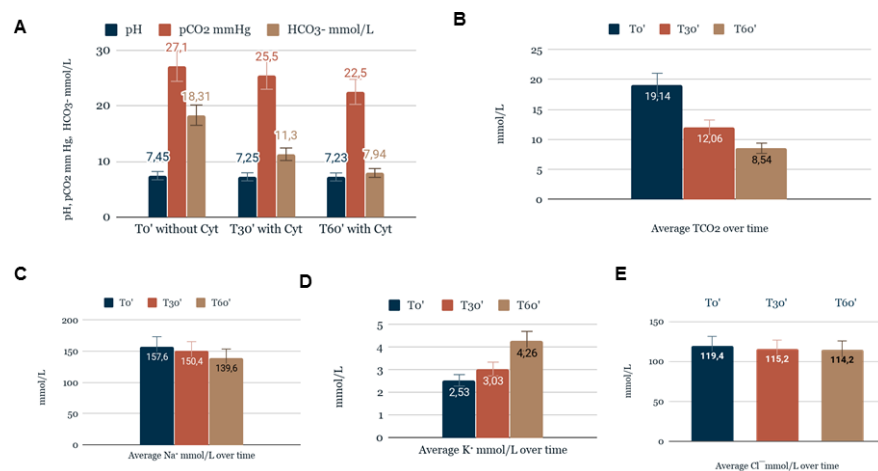 A
pH pCO2 mmHg HCO3- mmol/L
pH, pCO2 mm Hg, HCO3- mmol/L
30
20
10
0
27,1
18,31
7,45
25,5
11,3
7,25
22,5
7,94
7,23
T0' without Cyt T30' with Cyt T60' with Cyt
B
T0' T30' T60'
mmol/L
25
20
15
10
5
0
19,14
12,06
8,54
Average TCO2 over time
C
T0' T30' T60'
mmol/L
200
150
100
50
0
157,6
150,4
139,6
Average Na⁺ mmol/L over time
D
T0' T30' T60'
mmol/L
5
4
3
2
1
0
2,53
3,03
4,26
Average K⁺ mmol/L over time
E
T0' T30' T60'
mmol/L
150
100
50
0
119,4
115,2
114,2
Average Cl⁻ mmol/L over time